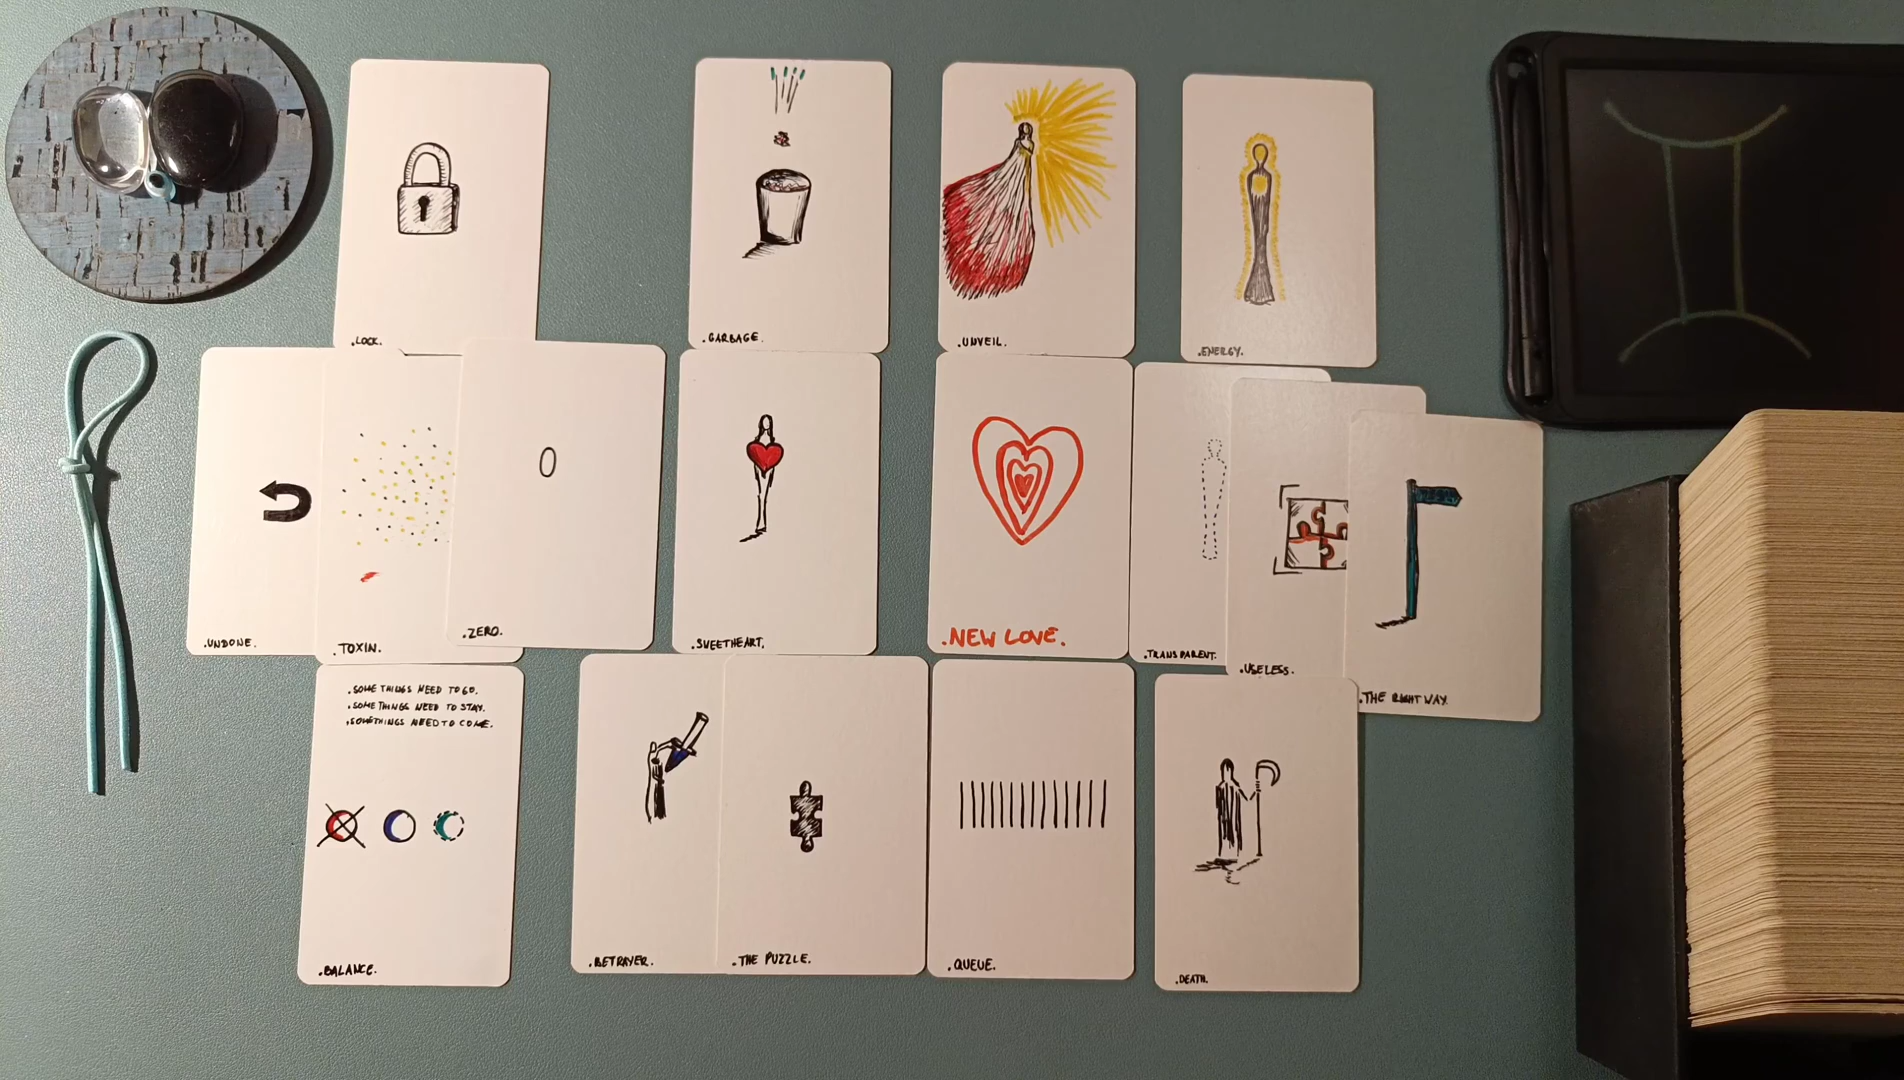 .LOCK.
.GARBAGE.
.UNVEIL.
.ENERGY.
.UNDONE.
.TOXIN.
.ZERO.
0
.SWEETHEART.
.NEW LOVE.
.TRANSPARENT.
.USELESS.
.THE RIGHT WAY.
.SOME THINGS NEED TO GO.
.SOME THINGS NEED TO STAY.
.SOMETHINGS NEED TO COME.
.BALANCE.
.BETRAYER.
.THE PUZZLE.
.QUEUE.
.DEATH.